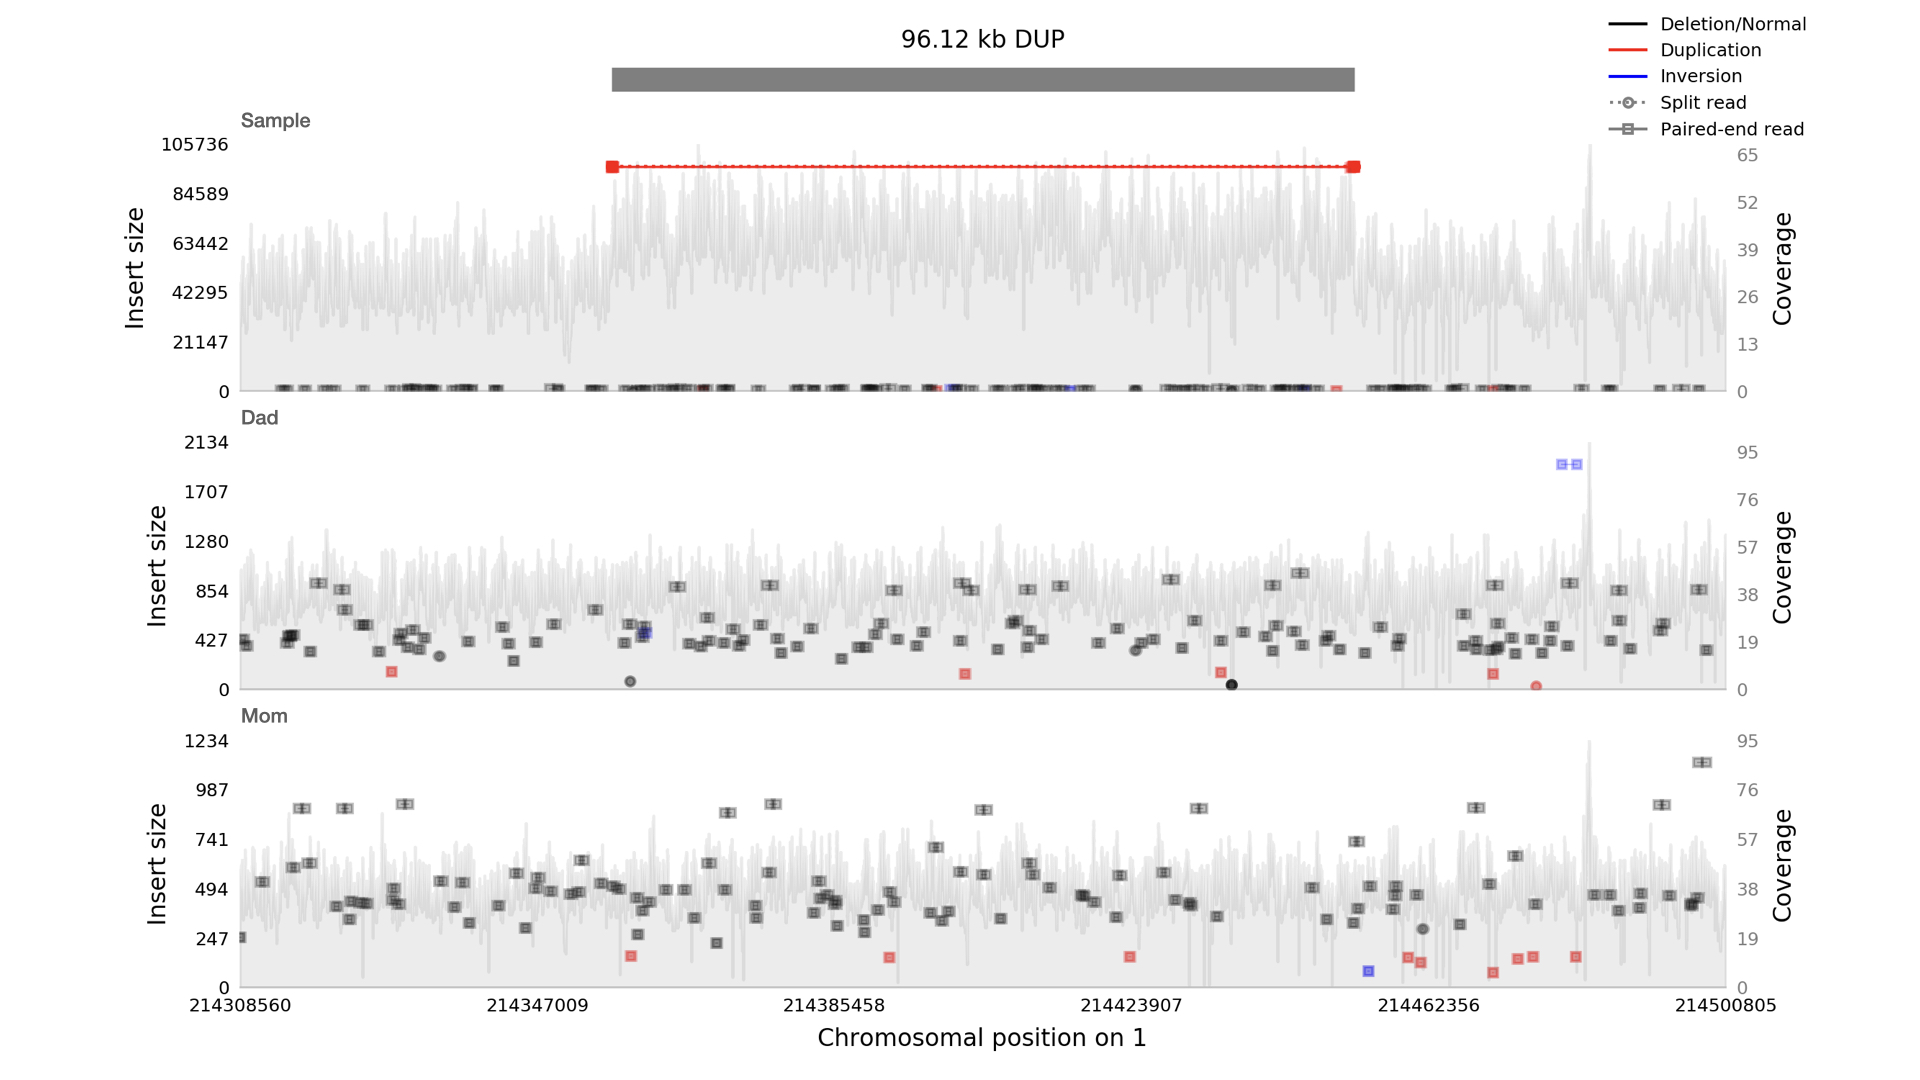 96.12 kb DUP
Deletion/Normal
Duplication
Inversion
Split read
Paired-end read
Sample
105736
84589
63442
42295
21147
0
Insert size
65
52
39
26
13
0
Coverage
Dad
2134
1707
1280
854
427
0
Insert size
95
76
57
38
19
0
Coverage
Mom
1234
987
741
494
247
0
Insert size
95
76
57
38
19
0
Coverage
214308560 214347009 214385458 214423907 214462356 214500805
Chromosomal position on 1